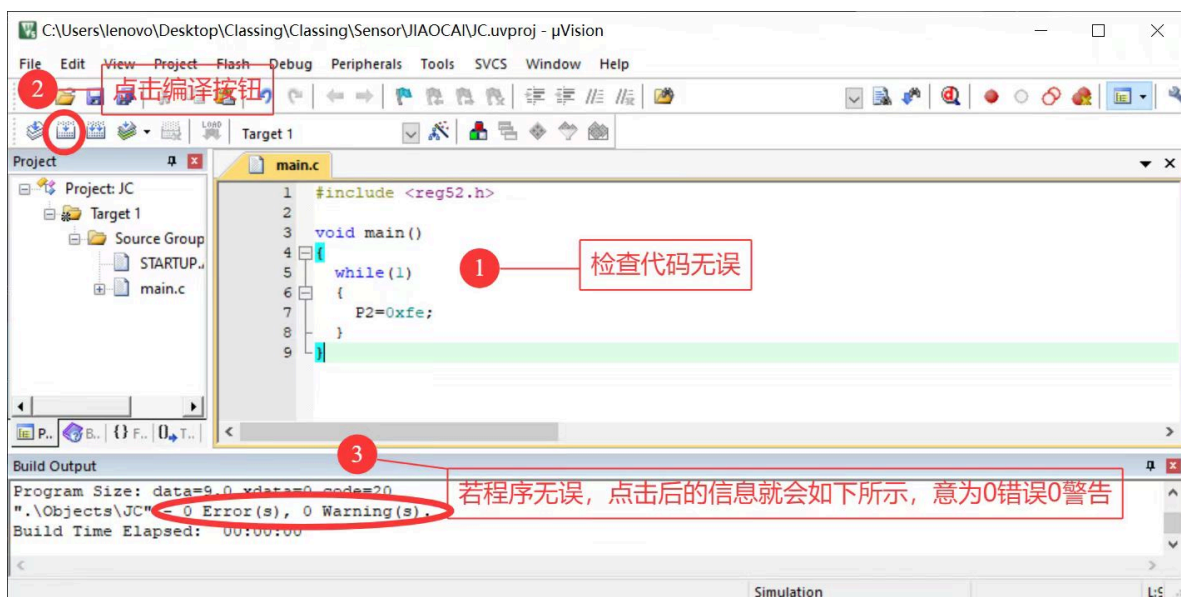 C:\Users\lenovo\Desktop\Classing\Classing\Sensor\JIAOCAI\JC.uvproj - µVision
File Edit View Project Flash Debug Peripherals Tools SVCS Window Help
2 点击编译按钮
LOAD Target 1
Project
main.c
Project: JC
Target 1
Source Group
STARTUP.
main.c
1 #include <reg52.h>
2
3 void main()
4 {
5 while(1)
6 {
7 P2=0xfe;
8 }
9 }
1 检查代码无误
P.. B.. {} F.. 0 T..
Build Output
3 若程序无误，点击后的信息就会如下所示，意为0错误0警告
Program Size: data=9.0 xdata=0 code=20
".\Objects\JC" - 0 Error(s), 0 Warning(s).
Build Time Elapsed: 00:00:00
Simulation